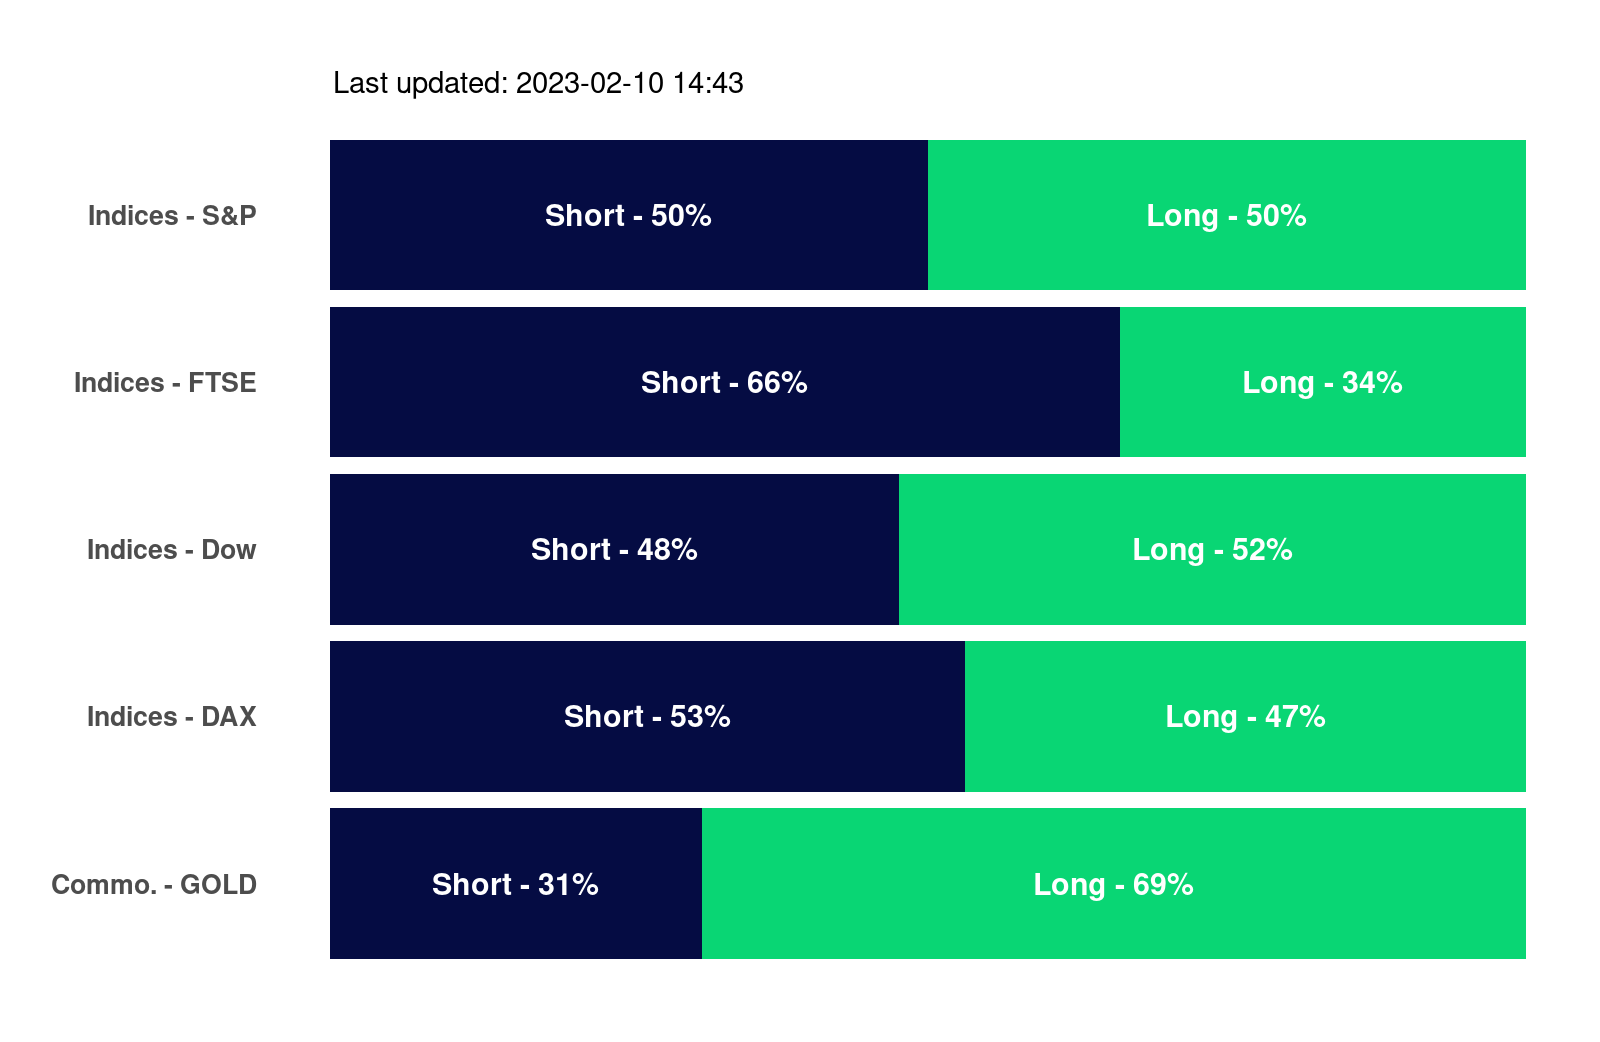 Last updated: 2023-02-10 14:43
Indices - S&P Short - 50% Long - 50%
Indices - FTSE Short - 66% Long - 34%
Indices - Dow Short - 48% Long - 52%
Indices - DAX Short - 53% Long - 47%
Commo. - GOLD Short - 31% Long - 69%